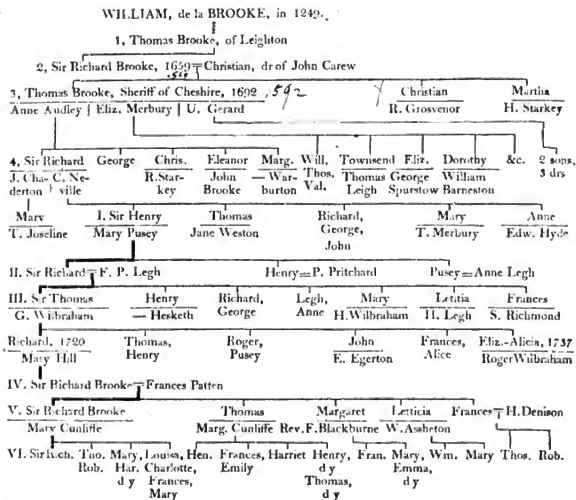 WILLIAM, de la BROOKE, in 1249.
1, Thomas Brooke, of Leighton
2, Sir Richard Brooke, 1659 = Christian, dr of John Carew
3, Thomas Brooke, Sheriff of Cheshire, 1692 1592 Christian Martha
Anne Audley | Eliz. Merbury | U. Gerard R. Grosvenor H. Starkey
4, Sir Richard George Chris. Eleanor Marg. Will. Townsend Eliz. Dorothy &c. 2 sons,
J. Cha- C. Ne- R.Star- John — War- Thos. Thomas George William 3 drs
derton ville key Brooke burton Val. Leigh Spurstow Barneston
Mary I. Sir Henry Thomas Richard, Mary Anne
T. Joseline Mary Pusey Jane Weston George, T. Merbury Edw. Hyde
John
II. Sir Richard = F. P. Legh Henry = P. Pritchard Pusey = Anne Legh
III. Sir Thomas Henry Richard, Legh, Mary Letitia Frances
G. Wilbraham — Hesketh George Anne H.Wilbraham H. Legh S. Richmond
Richard, 1720 Thomas, Roger, John Frances, Eliz.-Alicia, 1737
Mary Hill Henry Pusey E. Egerton Alice Roger Wilbraham
IV. Sir Richard Brooke = Frances Patten
V. Sir Richard Brooke Thomas Margaret Letticia Frances = H. Denison
Mary Cunliffe Marg. Cunliffe Rev. F. Blackburne W. Assheton
VI. Sir Rich. Tho. Mary, Louisa, Hen. Frances, Harriet Henry, Fran. Mary, Wm. Mary Thos. Rob.
Rob. Har. Charlotte, Emily d y Emma,
d y Frances, Thomas, d y
Mary d y